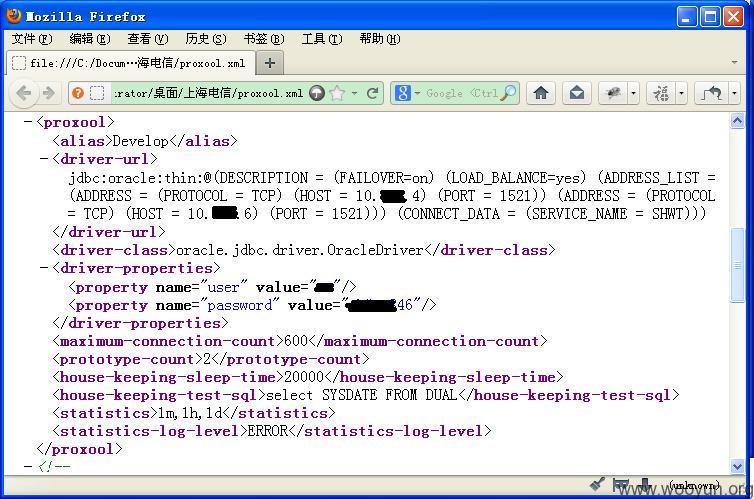 Mozilla Firefox
文件(F) 编辑(E) 查看(V) 历史(S) 书签(B) 工具(T) 帮助(H)
file:///C:/Docum…海电信/proxool.xml
:rator/桌面/上海电信/proxool.xml Google <Ctrl 福
- <proxool>
<alias>Develop</alias>
- <driver-url>
jdbc:oracle:thin:@(DESCRIPTION = (FAILOVER=on) (LOAD_BALANCE=yes) (ADDRESS_LIST =
(ADDRESS = (PROTOCOL = TCP) (HOST = 10. 4) (PORT = 1521)) (ADDRESS = (PROTOCOL
= TCP) (HOST = 10. 6) (PORT = 1521))) (CONNECT_DATA = (SERVICE_NAME = SHWT)))
</driver-url>
<driver-class>oracle.jdbc.driver.OracleDriver</driver-class>
- <driver-properties>
<property name="user" value=" "/>
<property name="password" value=" 46"/>
</driver-properties>
<maximum-connection-count>600</maximum-connection-count>
<prototype-count>2</prototype-count>
<house-keeping-sleep-time>20000</house-keeping-sleep-time>
<house-keeping-test-sql>select SYSDATE FROM DUAL</house-keeping-test-sql>
<statistics>1m,1h,1d</statistics>
<statistics-log-level>ERROR</statistics-log-level>
</proxool>
- <!--
(unknown)
www.wooyun.org